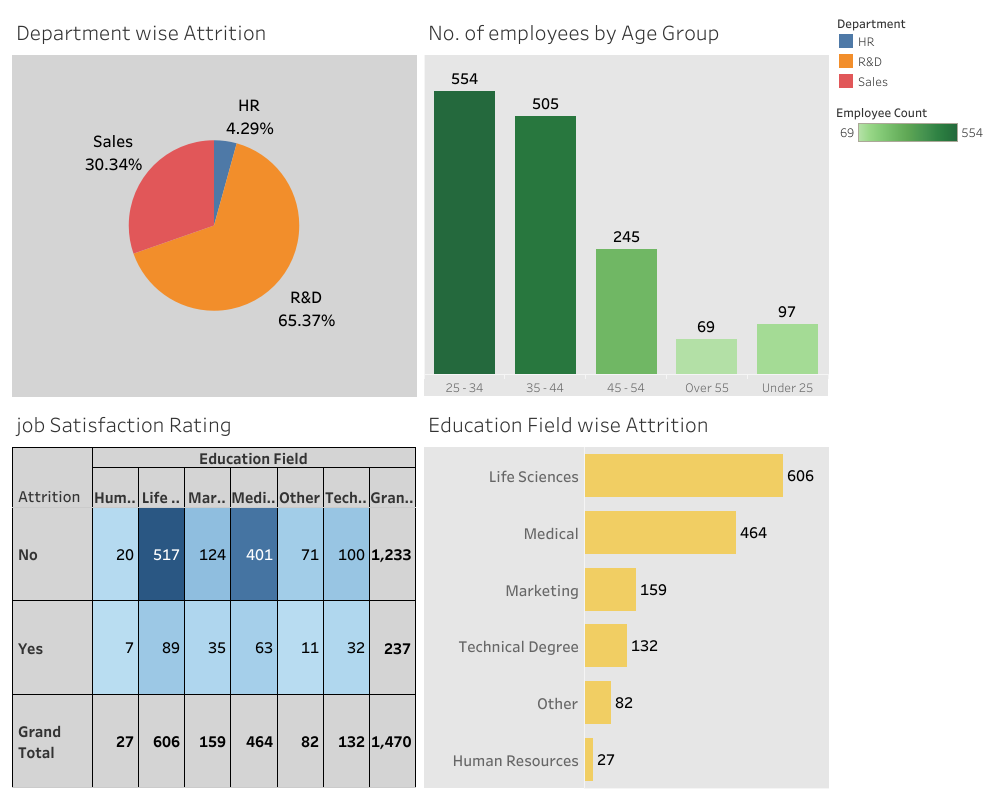 Department wise Attrition
HR
4.29%
Sales
30.34%
R&D
65.37%
No. of employees by Age Group
554
505
245
69
97
25 - 34
35 - 44
45 - 54
Over 55
Under 25
Department
HR
R&D
Sales
Employee Count
69
554
job Satisfaction Rating
Education Field
Attrition Hum.. Life .. Mar.. Medi.. Other Tech.. Gran..
No 20 517 124 401 71 100 1,233
Yes 7 89 35 63 11 32 237
Grand
Total 27 606 159 464 82 132 1,470
Education Field wise Attrition
Life Sciences 606
Medical 464
Marketing 159
Technical Degree 132
Other 82
Human Resources 27